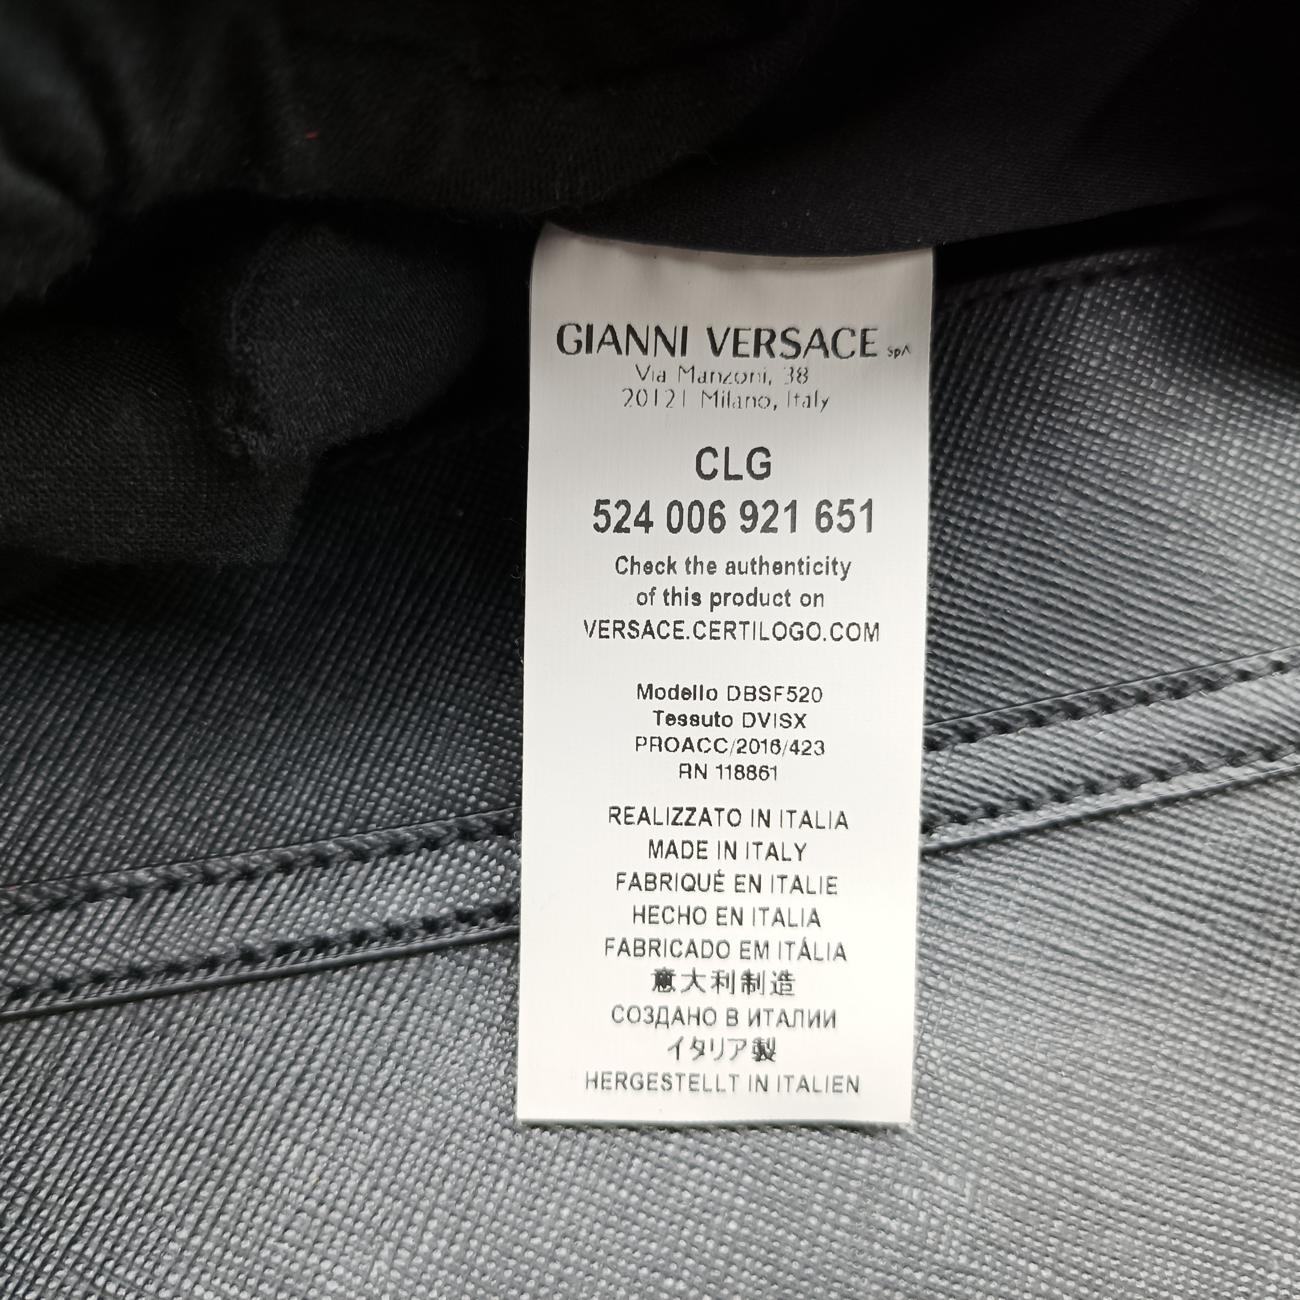 GIANNI VERSACE SpA
Via Manzoni, 38
20121 Milano, Italy
CLG
524 006 921 651
Check the authenticity
of this product on
VERSACE.CERTILOGO.COM
Modello DBSF520
Tessuto DVISX
PROACC/2016/423
RN 118861
REALIZZATO IN ITALIA
MADE IN ITALY
FABRIQUÉ EN ITALIE
HECHO EN ITALIA
FABRICADO EM ITÁLIA
意大利制造
СОЗДАНО В ИТАЛИИ
イタリア製
HERGESTELLT IN ITALIEN